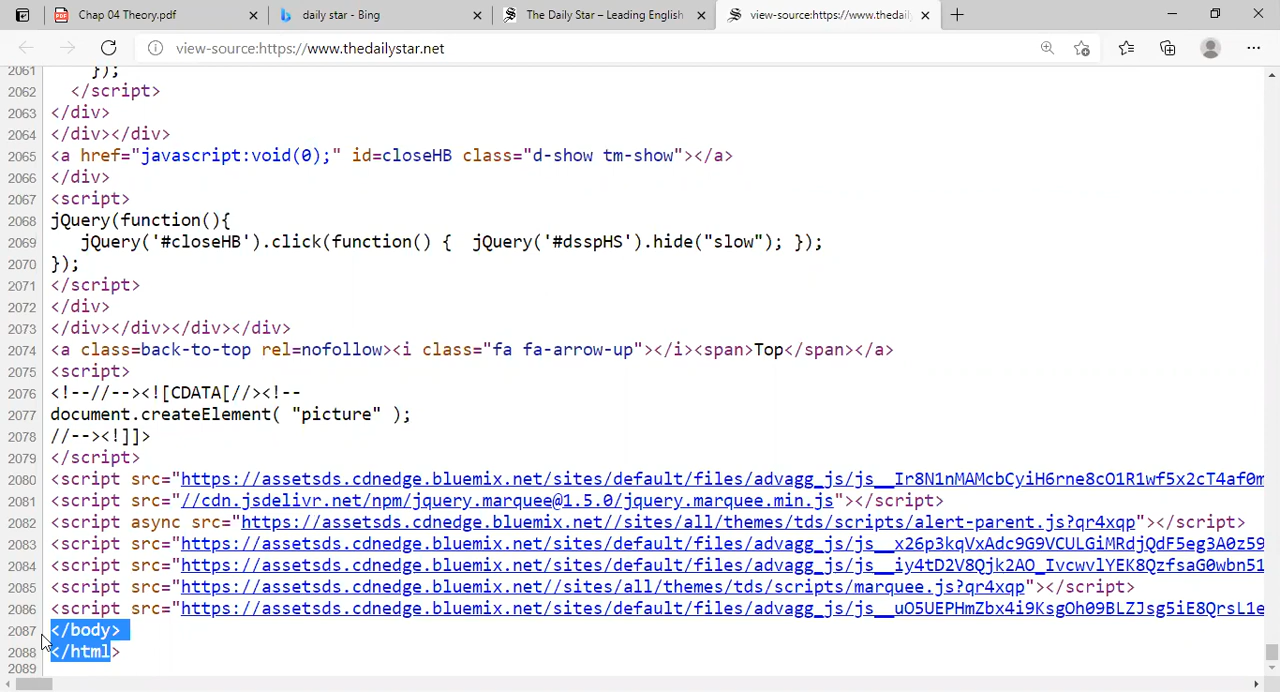 Chap 04 Theory.pdf
daily star - Bing
The Daily Star – Leading English
view-source:https://www.thedailystar.net
2061 });
2062 </script>
2063 </div>
2064 </div></div>
2065 <a href="javascript:void(0);" id=closeHB class="d-show tm-show"></a>
2066 </div>
2067 <script>
2068 jQuery(function(){
2069 jQuery('#closeHB').click(function() { jQuery('#dsspHS').hide("slow"); });
2070 });
2071 </script>
2072 </div>
2073 </div></div></div></div>
2074 <a class=back-to-top rel=nofollow><i class="fa fa-arrow-up"></i><span>Top</span></a>
2075 <script>
2076 <!--//--><![CDATA[//><!--
2077 document.createElement( "picture" );
2078 //--><!]]>
2079 </script>
2080 <script src="https://assetsds.cdnedge.bluemix.net/sites/default/files/advagg_js/js__Ir8N1nMAMcbCyiH6rne8cO1R1wf5x2cT4af0m
2081 <script src="//cdn.jsdelivr.net/npm/jquery.marquee@1.5.0/jquery.marquee.min.js"></script>
2082 <script async src="https://assetsds.cdnedge.bluemix.net//sites/all/themes/tds/scripts/alert-parent.js?qr4xqp"></script>
2083 <script src="https://assetsds.cdnedge.bluemix.net/sites/default/files/advagg_js/js__x26p3kqVxAdc9G9VCULGiMRdjQdF5eg3A0z59
2084 <script src="https://assetsds.cdnedge.bluemix.net/sites/default/files/advagg_js/js__iy4tD2V8Qjk2AO_IvcwvlYEK8QzfsaG0wbn51
2085 <script src="https://assetsds.cdnedge.bluemix.net//sites/all/themes/tds/scripts/marquee.js?qr4xqp"></script>
2086 <script src="https://assetsds.cdnedge.bluemix.net/sites/default/files/advagg_js/js__uO5UEPHmZbx4i9KsgOh09BLZJsg5iE8QrsL1e
2087 </body>
2088 </html>
2089